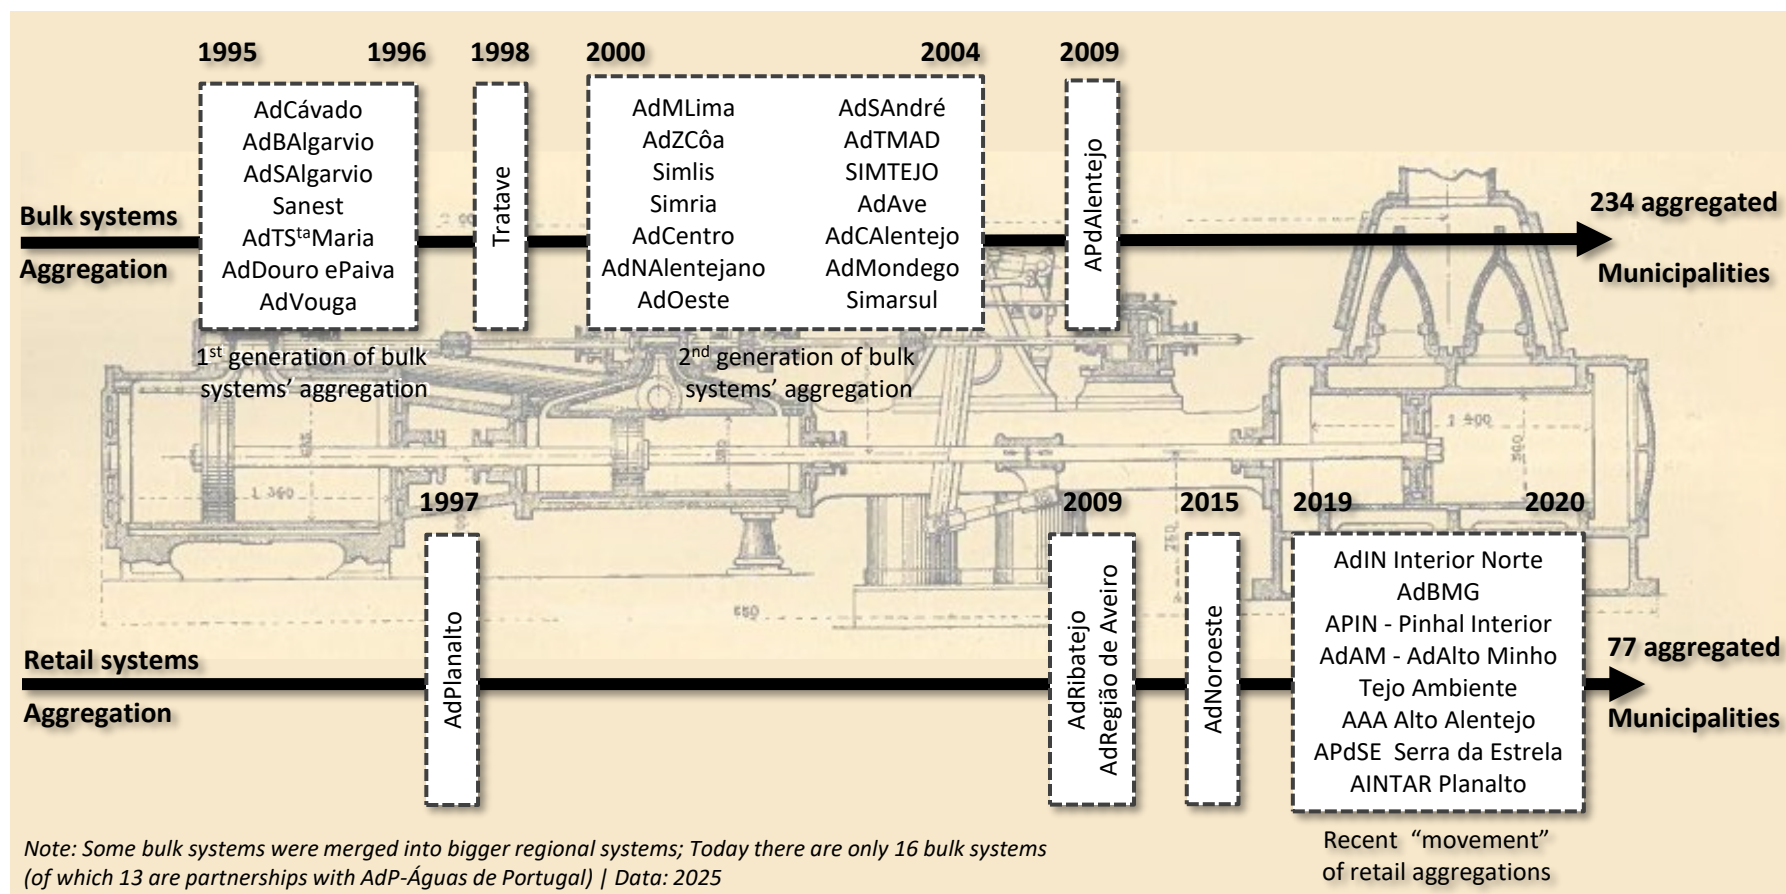 1995
1996
1998
2000
2004
2009
AdCávado
AdBAlgarvio
AdSAlgarvio
Sanest
AdTSᵗᵃMaria
AdDouro ePaiva
AdVouga
Tratave
AdMLima
AdZCôa
Simlis
Simria
AdCentro
AdNAlentejano
AdOeste
AdSAndré
AdTMAD
SIMTEJO
AdAve
AdCAlentejo
AdMondego
Simarsul
APdAlentejo
Bulk systems
Aggregation
234 aggregated
Municipalities
1st generation of bulk
systems’ aggregation
2nd generation of bulk
systems’ aggregation
1 400
1 360
1997
2009
2015
2019
2020
AdPlanalto
AdRibatejo
AdRegião de Aveiro
AdNoroeste
AdIN Interior Norte
AdBMG
APIN - Pinhal Interior
AdAM - AdAlto Minho
Tejo Ambiente
AAA Alto Alentejo
APdSE Serra da Estrela
AINTAR Planalto
Retail systems
Aggregation
77 aggregated
Municipalities
Recent “movement”
of retail aggregations
Note: Some bulk systems were merged into bigger regional systems; Today there are only 16 bulk systems
(of which 13 are partnerships with AdP-Águas de Portugal) | Data: 2025